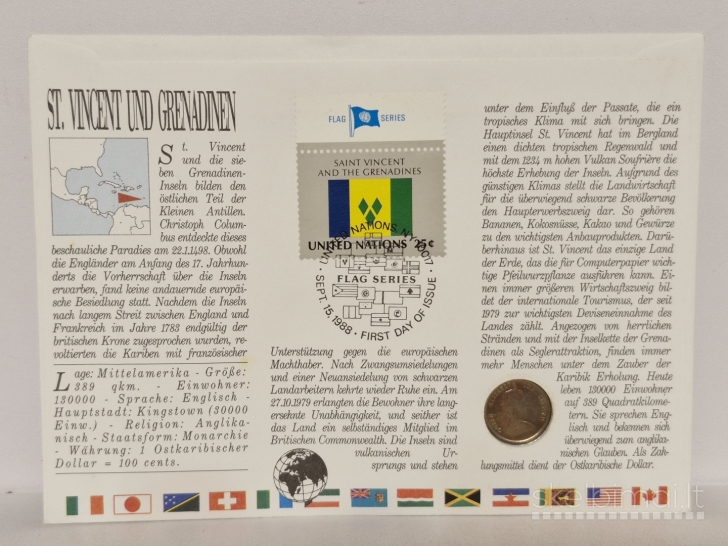 ST. VINCENT UND GRENADINEN
St. Vincent
und die sie-
ben Grenadinen-
Inseln bilden den
östlichen Teil der
Kleinen Antillen.
Christoph Colum-
bus entdeckte dieses
beschauliche Paradies am 22.1.1498. Obwohl
die Engländer am Anfang des 17. Jahrhun-
derts die Vorherrschaft über die Inseln
erwarben, fand keine andauernde europäi-
sche Besiedlung statt. Nachdem die Inseln
nach langem Streit zwischen England und
Frankreich im Jahre 1783 endgültig der
britischen Krone zugesprochen wurden, re-
voltierten die Kariben mit französischer
Lage: Mittelamerika - Größe:
389 qkm. - Einwohner:
130000 - Sprache: Englisch -
Hauptstadt: Kingstown (30000
Einw.) - Religion: Anglika-
nisch - Staatsform: Monarchie
- Währung: 1 Ostkaribischer
Dollar = 100 cents.
FLAG SERIES
SAINT VINCENT
AND THE GRENADINES
UNITED NATIONS 25¢
UNITED NATIONS, NY 10017
FLAG SERIES
SEPT. 15, 1988 · FIRST DAY OF ISSUE ·
Unterstützung gegen die europäischen
Machthaber. Nach Zwangsumsiedelungen
und einer Neuansiedelung von schwarzen
Landarbeitern kehrte wieder Ruhe ein. Am
27.10.1979 erlangten die Bewohner ihre lang-
ersehnte Unabhängigkeit, und seither ist
das Land ein selbständiges Mitglied im
Britischen Commonwealth. Die Inseln sind
vulkanischen Ur-
sprungs und stehen
unter dem Einfluß der Passate, die ein
tropisches Klima mit sich bringen. Die
Hauptinsel St. Vincent hat im Bergland
einen dichten tropischen Regenwald und
mit dem 1234 m hohen Vulkan Soufrière die
höchste Erhebung der Inseln. Aufgrund des
günstigen Klimas stellt die Landwirtschaft
für die überwiegend schwarze Bevölkerung
den Haupterwerbszweig dar. So gehören
Bananen, Kokosnüsse, Kakao und Gewürze
zu den wichtigsten Anbauprodukten. Darü-
berhinaus ist St. Vincent das einzige Land
der Erde, das die für Computerpapier wichti-
ge Pfeilwurzpflanze ausführen kann. Ei-
nen immer größeren Wirtschaftszweig bil-
det der internationale Tourismus, der seit
1979 zur wichtigsten Deviseneinnahme des
Landes zählt. Angezogen von herrlichen
Stränden und mit der Inselkette der Grena-
dinen als Segleratraktion, finden immer
mehr Menschen unter dem Zauber der
Karibik Erholung. Heute
leben 130000 Einwohner
auf 389 Quadratkilome-
tern. Sie sprechen Eng-
lisch und bekennen sich
überwiegend zum anglika-
nischen Glauben. Als Zah-
lungsmittel dient der Ostkaribische Dollar.
skelbimai.lt